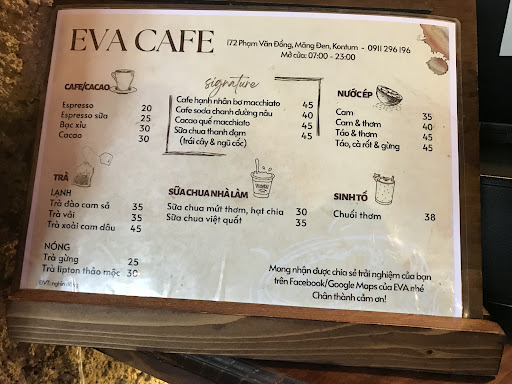 EVA CAFE
172 Phạm Văn Đồng, Măng Đen, Kontum - 0911 296 196
Mở cửa: 07:00 - 23:00
CAFE/CACAO
Espresso 20
Espresso sữa 25
Bạc xỉu 30
Cacao 30
signature
Cafe hạnh nhân bơ macchiato 45
Cafe soda chanh đường nâu 40
Cacao quế macchiato 45
Sữa chua thanh đạm 45
(trái cây & ngũ cốc)
NƯỚC ÉP
Cam 35
Cam & thơm 40
Táo & thơm 45
Táo, cà rốt & gừng 45
TRÀ
LẠNH
Trà đào cam sả 35
Trà vải 35
Trà xoài cam dâu 45
NÓNG
Trà gừng 25
Trà lipton thảo mộc 30
ĐVT: nghìn đồng
SỮA CHUA NHÀ LÀM
Sữa chua mứt thơm, hạt chia 30
Sữa chua việt quất 35
SINH TỐ
Chuối thơm 38
Mong nhận được chia sẻ trải nghiệm của bạn
trên Facebook/Google Maps của EVA nhé
Chân thành cảm ơn!